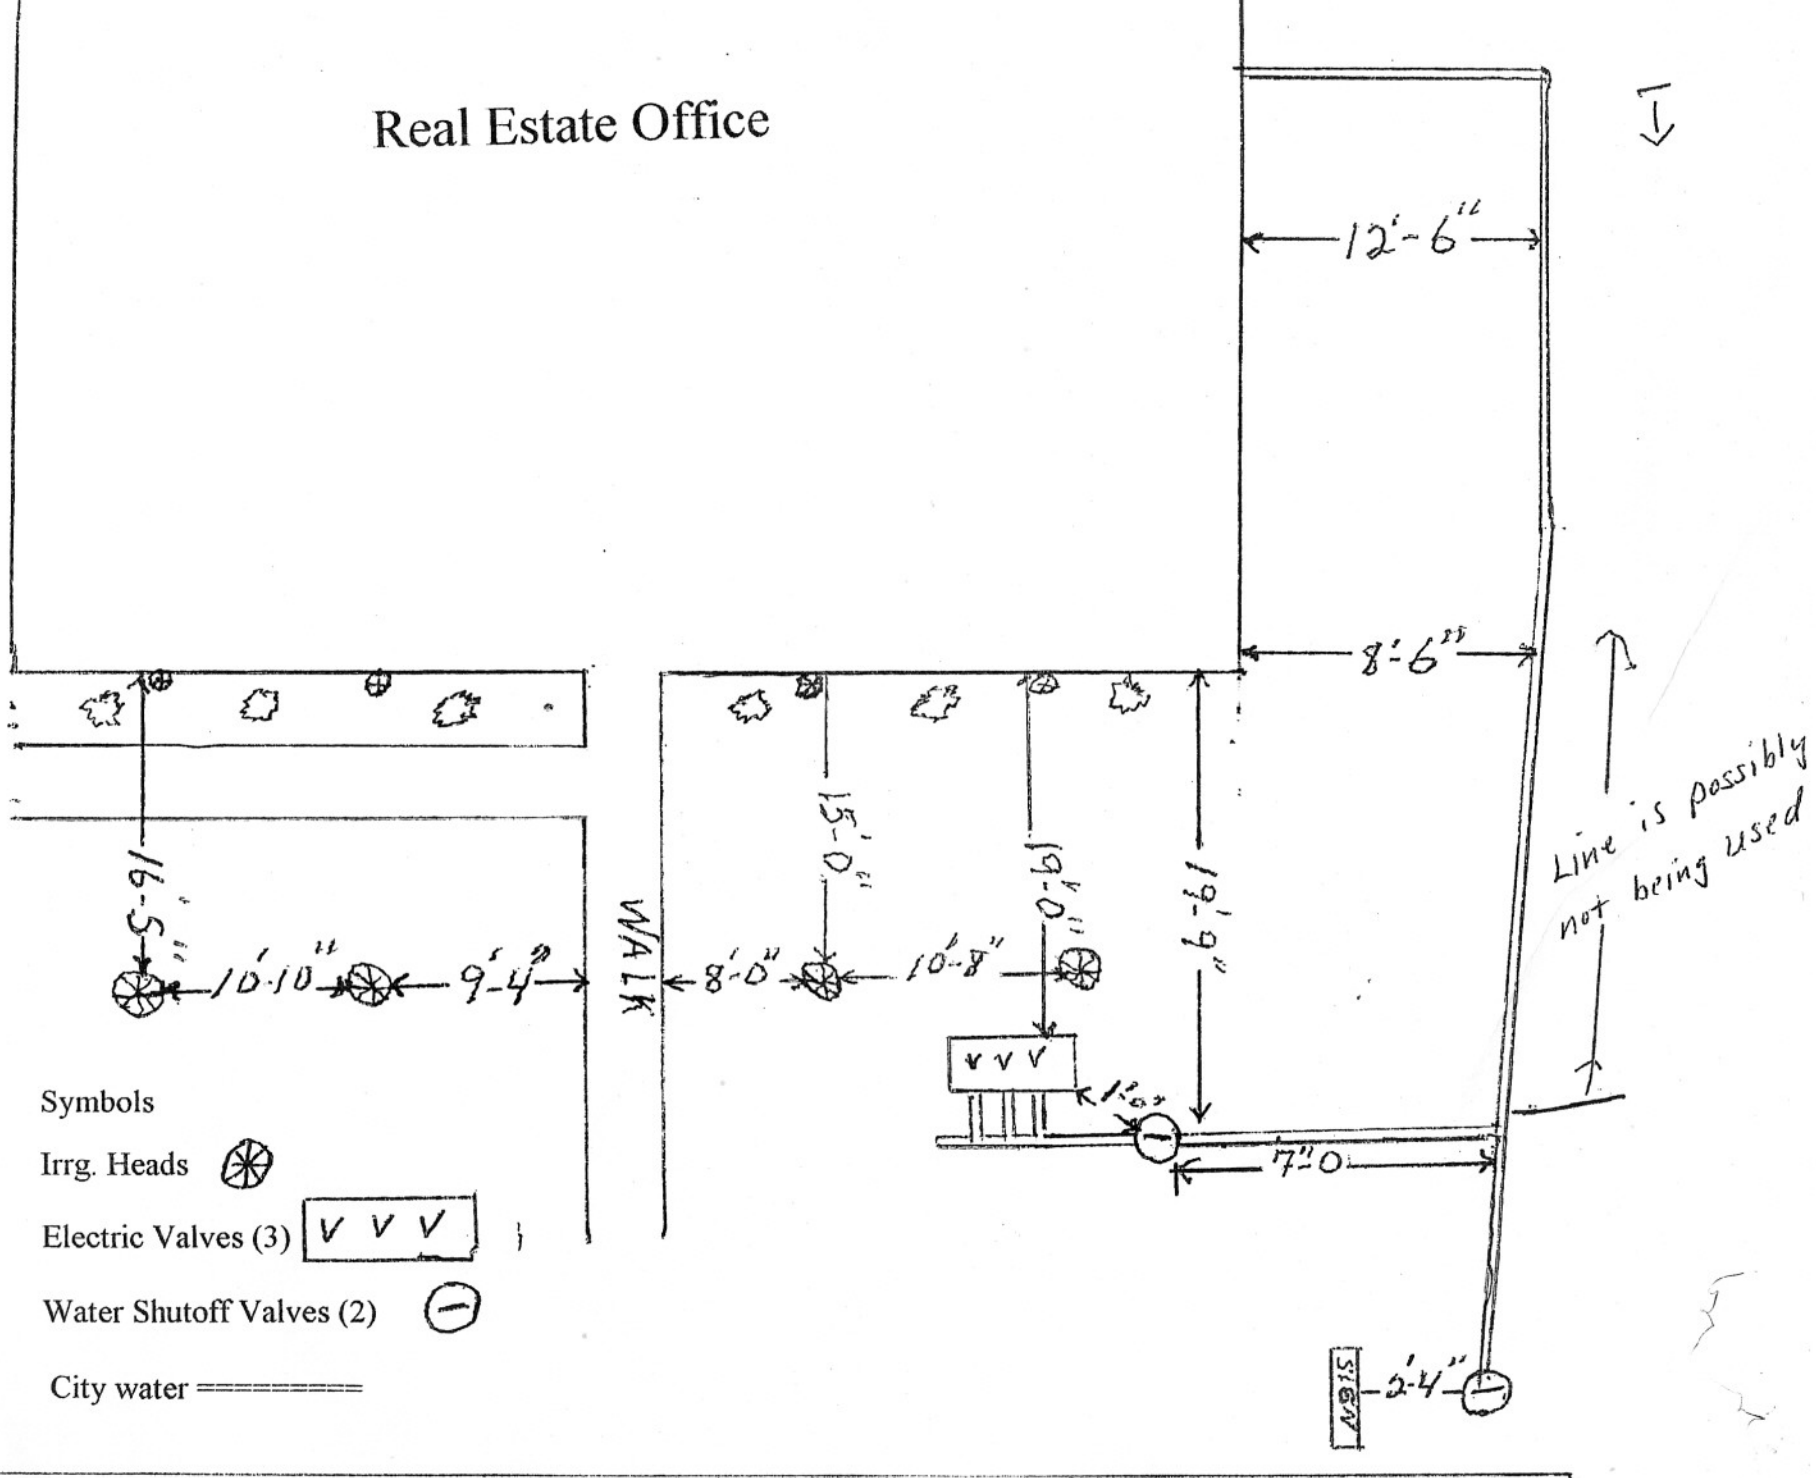 Real Estate Office
12'-6"
8'-6"
Line is possibly
not being used
16'-5"
15'-0"
19'-0"
19'-9"
10'-10"
9'-4"
WALK
8'-0"
10'-8"
V V V
7"-0
Symbols
Irrg. Heads
Electric Valves (3) V V V
Water Shutoff Valves (2)
City water
SIGN
2'-4"